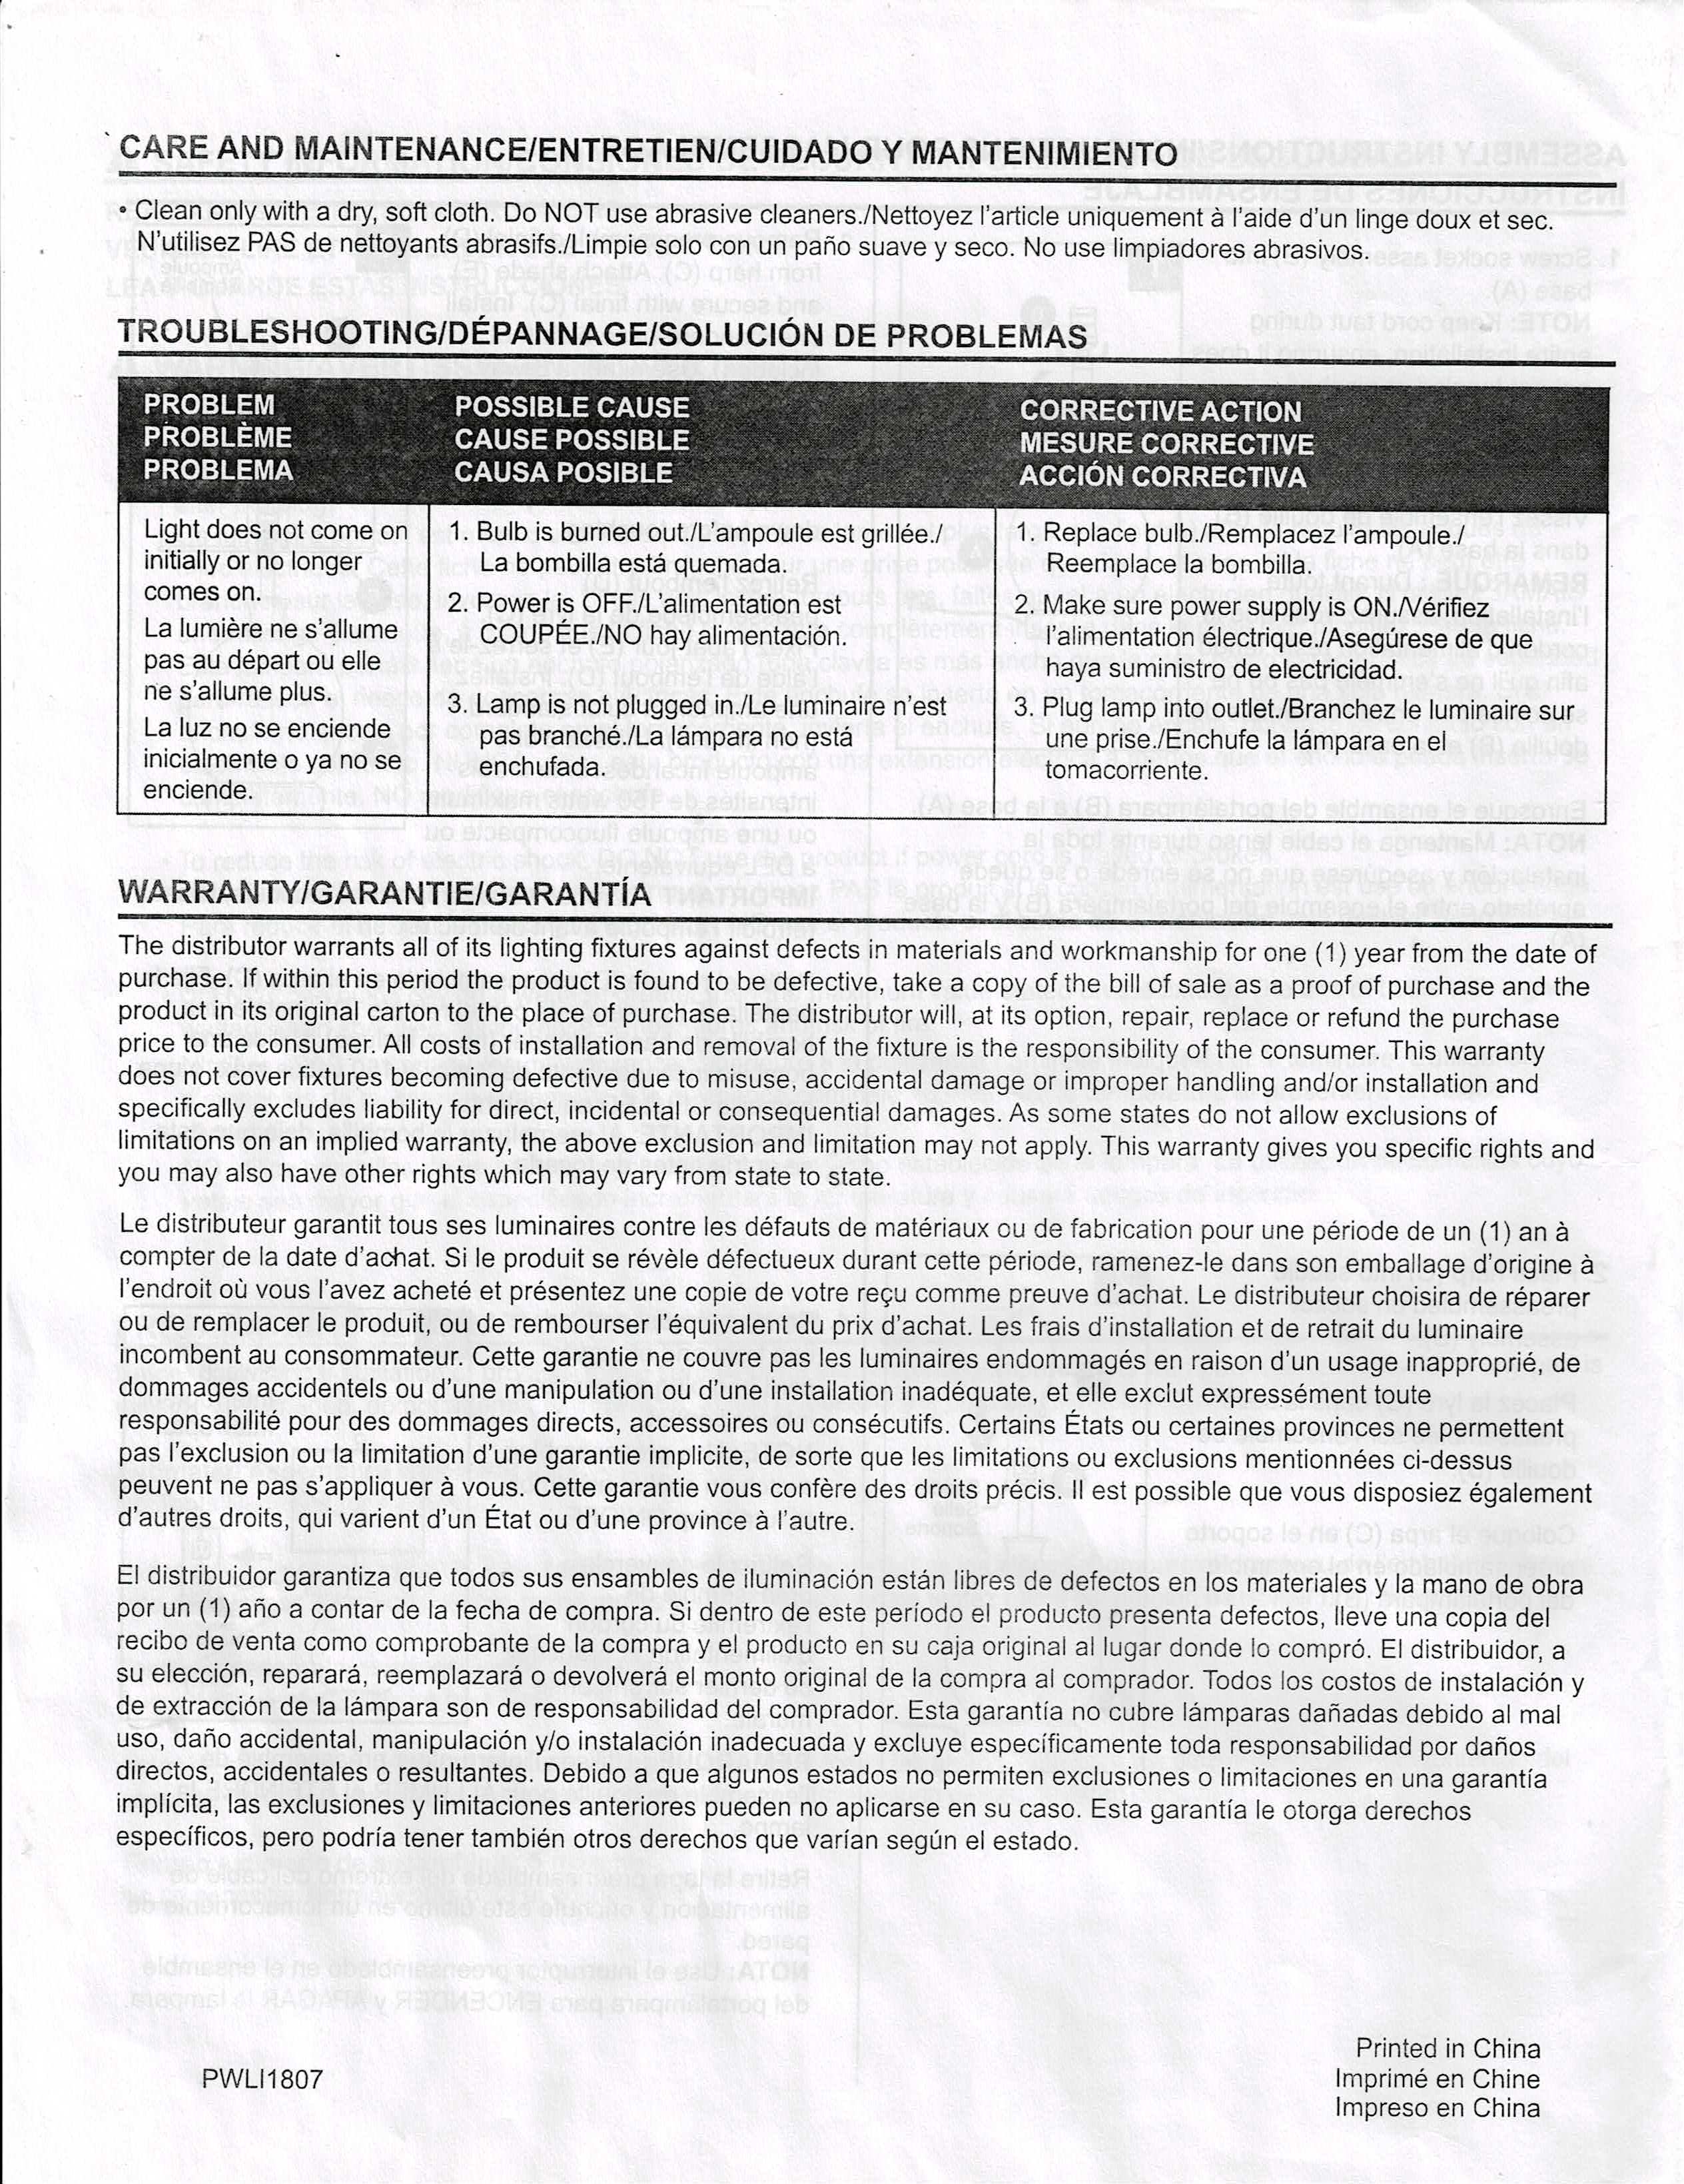 CARE AND MAINTENANCE/ENTRETIEN/CUIDADO Y MANTENIMIENTO
• Clean only with a dry, soft cloth. Do NOT use abrasive cleaners./Nettoyez l'article uniquement à l'aide d'un linge doux et sec.
N'utilisez PAS de nettoyants abrasifs./Limpie solo con un paño suave y seco. No use limpiadores abrasivos.
TROUBLESHOOTING/DÉPANNAGE/SOLUCIÓN DE PROBLEMAS
PROBLEM
PROBLÈME
PROBLEMA
POSSIBLE CAUSE
CAUSE POSSIBLE
CAUSA POSIBLE
CORRECTIVE ACTION
MESURE CORRECTIVE
ACCIÓN CORRECTIVA
Light does not come on
initially or no longer
comes on.
La lumière ne s'allume
pas au départ ou elle
ne s'allume plus.
La luz no se enciende
inicialmente o ya no se
enciende.
1. Bulb is burned out./L'ampoule est grillée./
La bombilla está quemada.
2. Power is OFF./L'alimentation est
COUPÉE./NO hay alimentación.
3. Lamp is not plugged in./Le luminaire n'est
pas branché./La lámpara no está
enchufada.
1. Replace bulb./Remplacez l'ampoule./
Reemplace la bombilla.
2. Make sure power supply is ON./Vérifiez
l'alimentation électrique./Asegúrese de que
haya suministro de electricidad.
3. Plug lamp into outlet./Branchez le luminaire sur
une prise./Enchufe la lámpara en el
tomacorriente.
WARRANTY/GARANTIE/GARANTÍA
The distributor warrants all of its lighting fixtures against defects in materials and workmanship for one (1) year from the date of
purchase. If within this period the product is found to be defective, take a copy of the bill of sale as a proof of purchase and the
product in its original carton to the place of purchase. The distributor will, at its option, repair, replace or refund the purchase
price to the consumer. All costs of installation and removal of the fixture is the responsibility of the consumer. This warranty
does not cover fixtures becoming defective due to misuse, accidental damage or improper handling and/or installation and
specifically excludes liability for direct, incidental or consequential damages. As some states do not allow exclusions of
limitations on an implied warranty, the above exclusion and limitation may not apply. This warranty gives you specific rights and
you may also have other rights which may vary from state to state.
Le distributeur garantit tous ses luminaires contre les défauts de matériaux ou de fabrication pour une période de un (1) an à
compter de la date d'achat. Si le produit se révèle défectueux durant cette période, ramenez-le dans son emballage d'origine à
l'endroit où vous l'avez acheté et présentez une copie de votre reçu comme preuve d'achat. Le distributeur choisira de réparer
ou de remplacer le produit, ou de rembourser l'équivalent du prix d'achat. Les frais d'installation et de retrait du luminaire
incombent au consommateur. Cette garantie ne couvre pas les luminaires endommagés en raison d'un usage inapproprié, de
dommages accidentels ou d'une manipulation ou d'une installation inadéquate, et elle exclut expressément toute
responsabilité pour des dommages directs, accessoires ou consécutifs. Certains États ou certaines provinces ne permettent
pas l'exclusion ou la limitation d'une garantie implicite, de sorte que les limitations ou exclusions mentionnées ci-dessus
peuvent ne pas s'appliquer à vous. Cette garantie vous confère des droits précis. Il est possible que vous disposiez également
d'autres droits, qui varient d'un État ou d'une province à l'autre.
El distribuidor garantiza que todos sus ensambles de iluminación están libres de defectos en los materiales y la mano de obra
por un (1) año a contar de la fecha de compra. Si dentro de este período el producto presenta defectos, lleve una copia del
recibo de venta como comprobante de la compra y el producto en su caja original al lugar donde lo compró. El distribuidor, a
su elección, reparará, reemplazará o devolverá el monto original de la compra al comprador. Todos los costos de instalación y
de extracción de la lámpara son de responsabilidad del comprador. Esta garantía no cubre lámparas dañadas debido al mal
uso, daño accidental, manipulación y/o instalación inadecuada y excluye específicamente toda responsabilidad por daños
directos, accidentales o resultantes. Debido a que algunos estados no permiten exclusiones o limitaciones en una garantía
implícita, las exclusiones y limitaciones anteriores pueden no aplicarse en su caso. Esta garantía le otorga derechos
específicos, pero podría tener también otros derechos que varían según el estado.
PWLI1807
Printed in China
Imprimé en Chine
Impreso en China